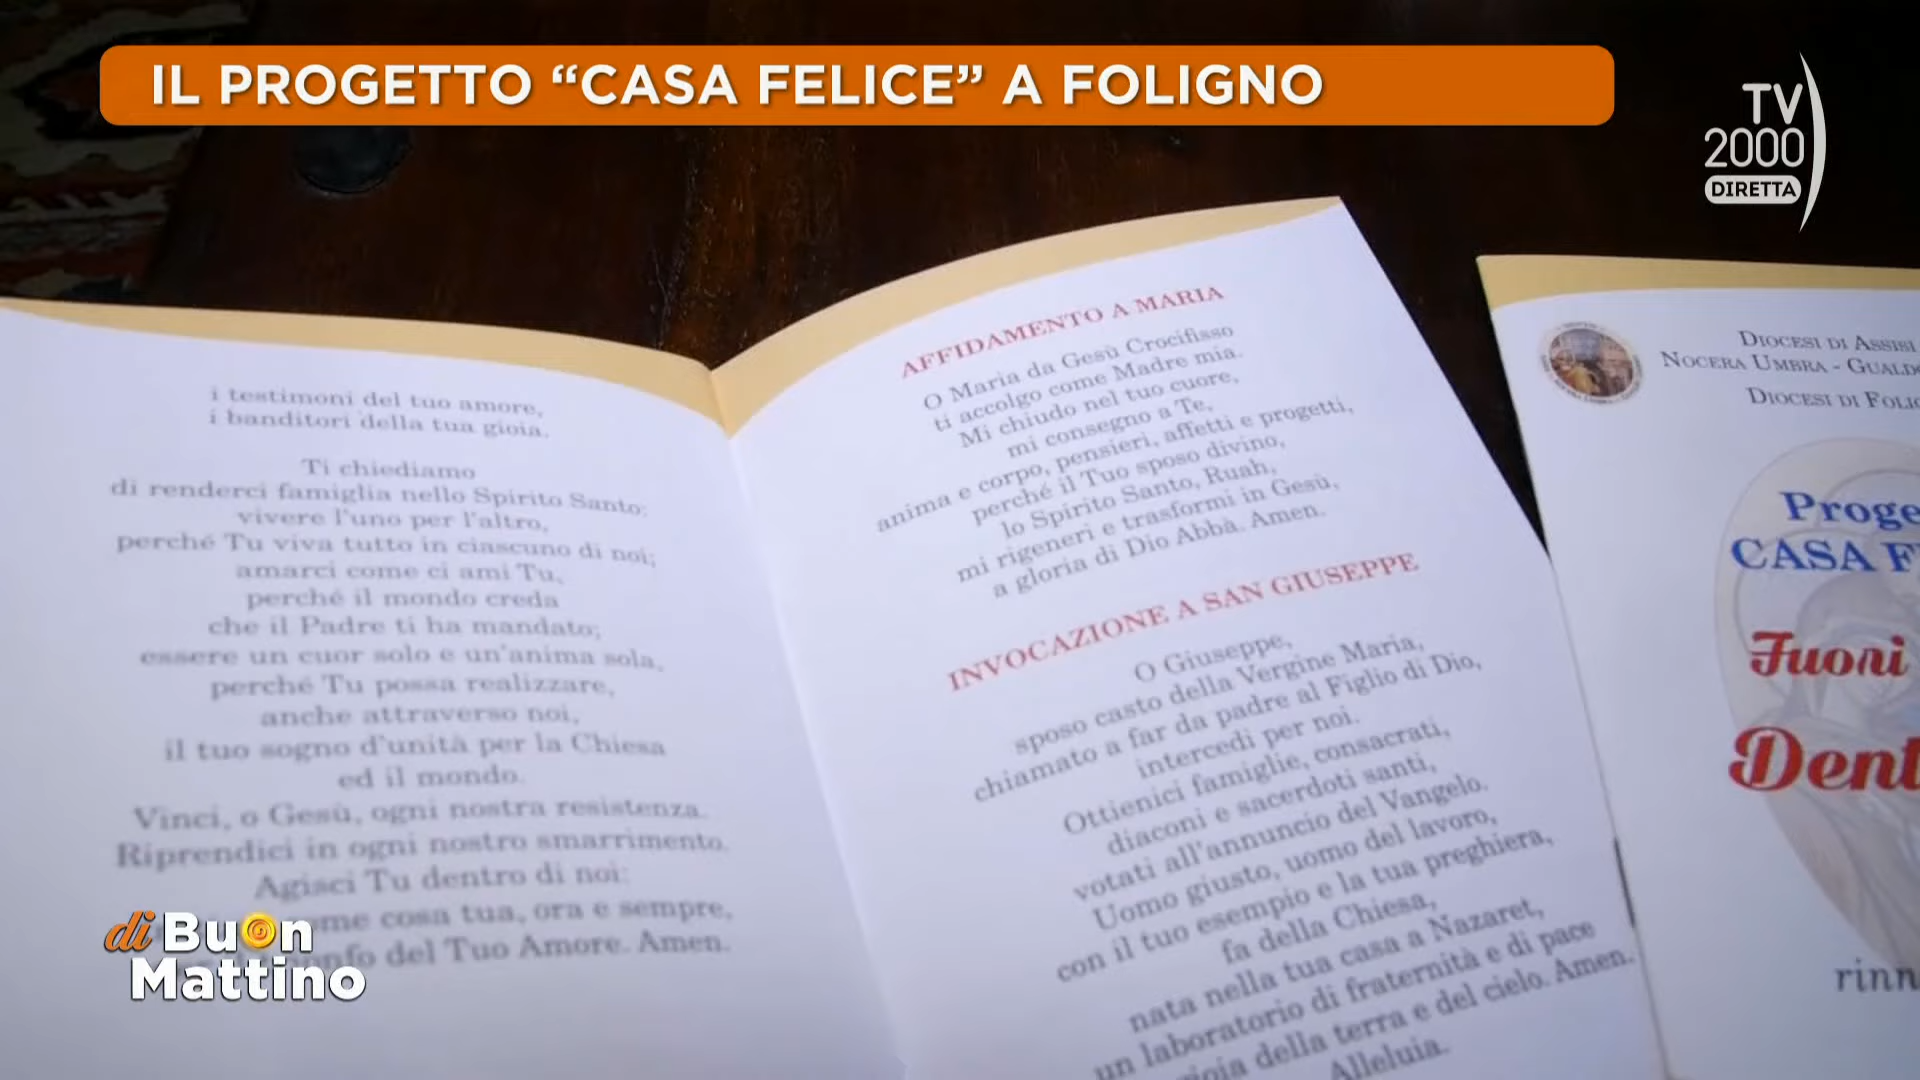 IL PROGETTO “CASA FELICE” A FOLIGNO
TV
2000
DIRETTA
i testimoni del tuo amore,
i banditori della tua gioia.
Ti chiediamo
di renderci famiglia nello Spirito Santo:
vivere l'uno per l'altro,
perché Tu viva tutto in ciascuno di noi;
amarci come ci ami Tu,
perché il mondo creda
che il Padre ti ha mandato;
essere un cuor solo e un'anima sola,
perché Tu possa realizzare,
anche attraverso noi,
il tuo sogno d'unità per la Chiesa
ed il mondo.
Vinci, o Gesù, ogni nostra resistenza.
Riprendici in ogni nostro smarrimento.
Agisci Tu dentro di noi:
ome cosa tua, ora e sempre,
onfo del Tuo Amore. Amen.
AFFIDAMENTO A MARIA
O Maria da Gesù Crocifisso
ti accolgo come Madre mia.
Mi chiudo nel tuo cuore,
mi consegno a Te,
anima e corpo, pensieri, affetti e progetti,
perché il Tuo sposo divino,
lo Spirito Santo, Ruah,
mi rigeneri e trasformi in Gesù,
a gloria di Dio Abbà. Amen.
INVOCAZIONE A SAN GIUSEPPE
O Giuseppe,
sposo casto della Vergine Maria,
chiamato a far da padre al Figlio di Dio,
intercedi per noi.
Ottienici famiglie, consacrati,
diaconi e sacerdoti santi,
votati all'annuncio del Vangelo.
Uomo giusto, uomo del lavoro,
con il tuo esempio e la tua preghiera,
fa della Chiesa,
nata nella tua casa a Nazaret,
un laboratorio di fraternità e di pace
gioia della terra e del cielo. Amen.
Alleluia.
DIOCESI DI ASSISI
NOCERA UMBRA - GUALDO
DIOCESI DI FOLIG
Proge
CASA F
Fuori
Dent
rinn
di Buon
Mattino